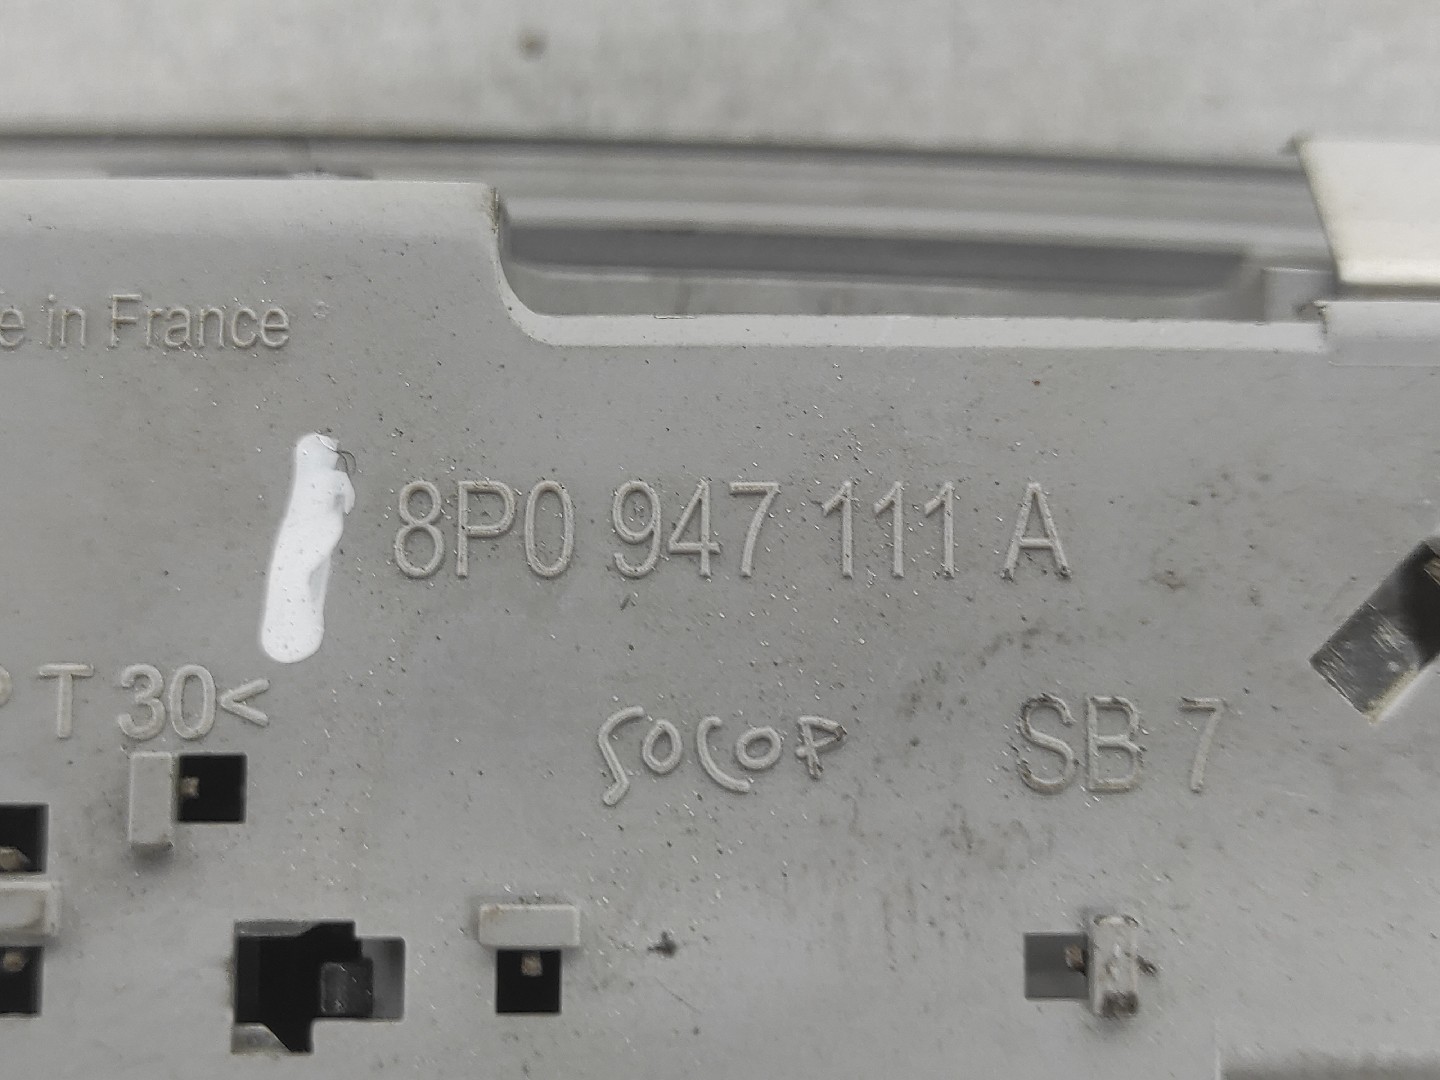 e in France
8P0 947 111 A
P T 30<
SOCOP
SB 7